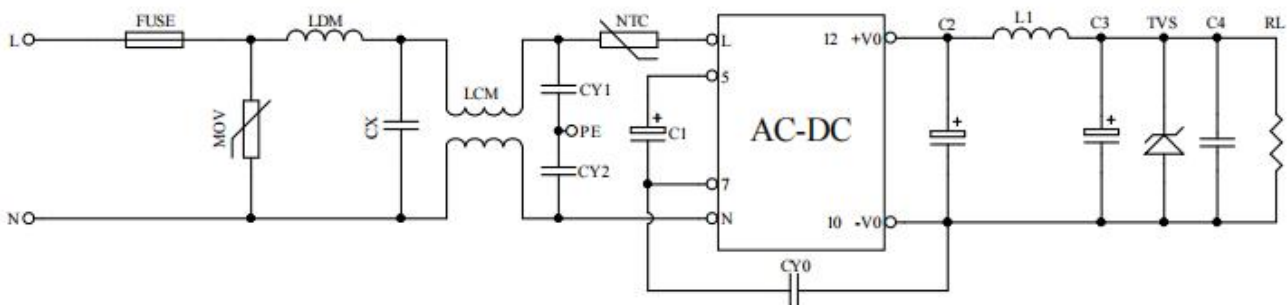 FUSE
LDM
NTC
L
L
12 +V0
C2
L1
C3
TVS
C4
RL
5
MOV
CX
LCM
CY1
PE
C1
AC-DC
CY2
7
N
N
10 -V0
CY0
+
+
+